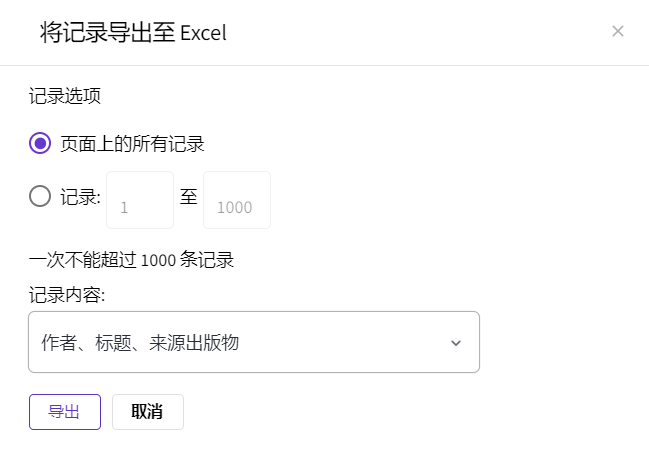 将记录导出至 Excel
记录选项
页面上的所有记录
记录: 1 至 1000
一次不能超过 1000 条记录
记录内容:
作者、标题、来源出版物
导出 取消